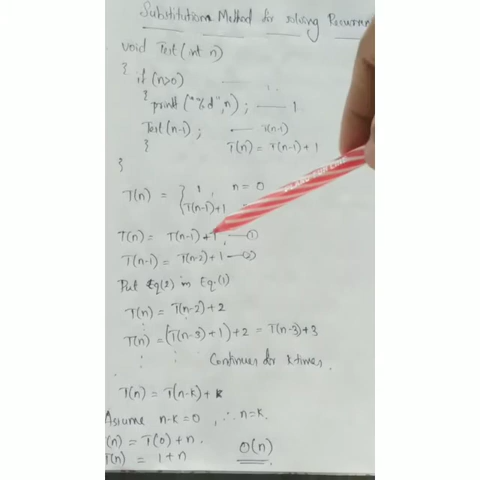 Substitution Method for solving Recurren
void Test(int n)
{
if (n>0)
{
printf("%d",n); —— 1
Test(n-1); —— T(n-1)
} T(n) = T(n-1)+1
}
T(n) = { 1, n=0
T(n-1)+1
T(n) = T(n-1)+1, —①
T(n-1) = T(n-2)+1 —②
Put Eq(2) in Eq.(1)
T(n) = T(n-2)+2
T(n) = (T(n-3)+1)+2 = T(n-3)+3
Continues for K times.
T(n) = T(n-k)+k
Assume n-k=0, ∴ n=k.
(n) = T(0)+n.
T(n) = 1+n O(n)